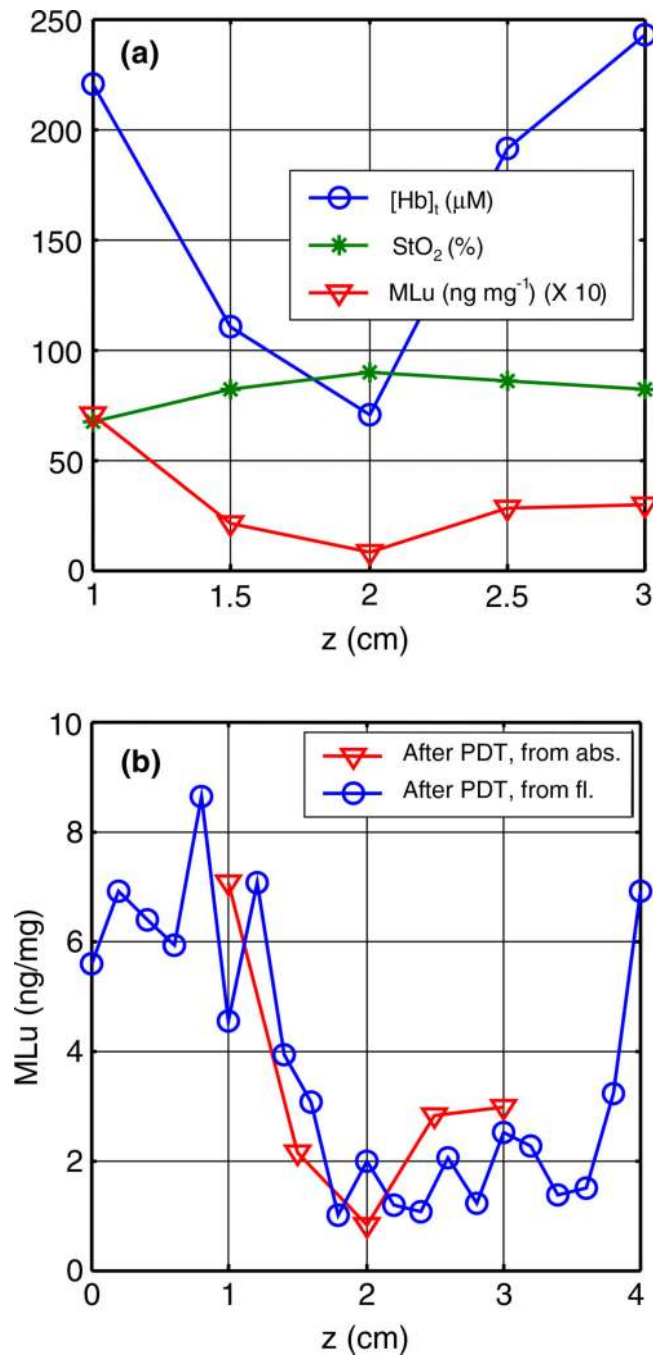 250
(a)
200
[Hb]t (μM)
150
StO2 (%)
MLu (ng mg-1) (X 10)
100
50
0
1 1.5 2 2.5 3
z (cm)
10
(b)
After PDT, from abs.
After PDT, from fl.
8
MLu (ng/mg)
6
4
2
0
0 1 2 3 4
z (cm)